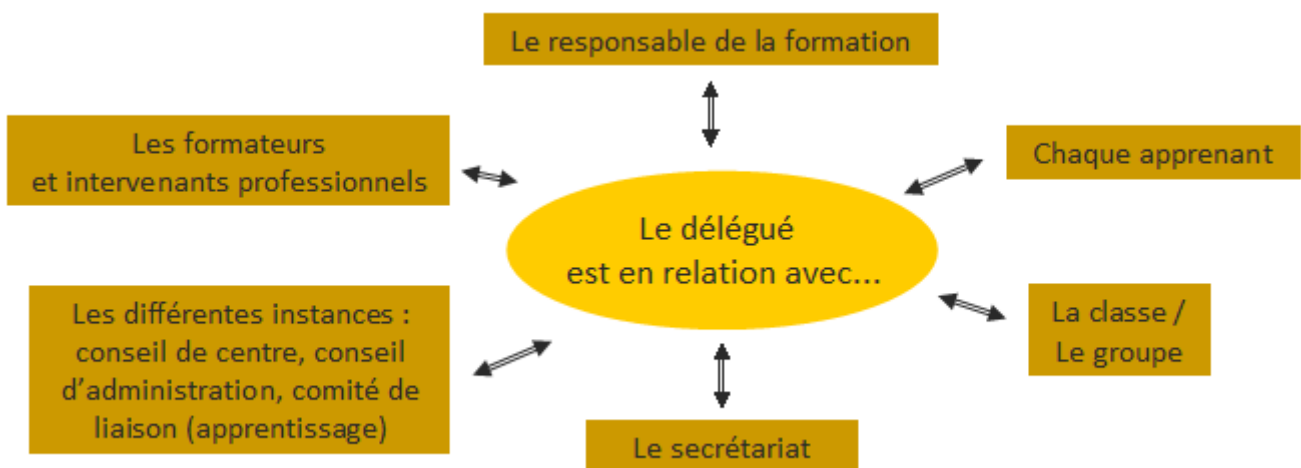 Le responsable de la formation
Les formateurs
et intervenants professionnels
Chaque apprenant
Le délégué
est en relation avec...
Les différentes instances :
conseil de centre, conseil
d’administration, comité de
liaison (apprentissage)
La classe /
Le groupe
Le secrétariat